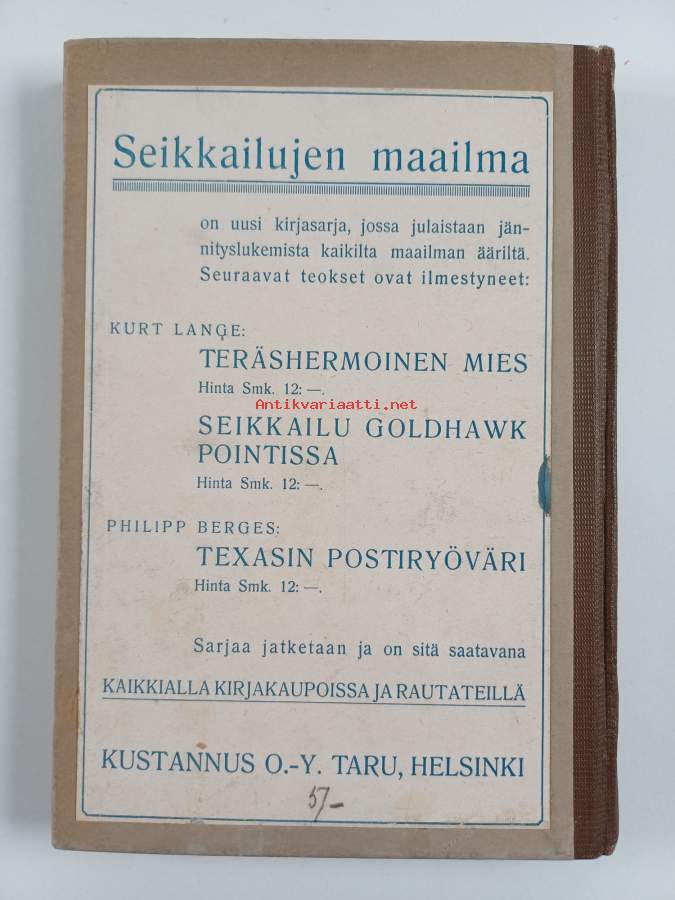 Seikkailujen maailma
on uusi kirjasarja, jossa julaistaan jän-
nityslukemista kaikilta maailman ääriltä.
Seuraavat teokset ovat ilmestyneet:
KURT LANGE:
TERÄSHERMOINEN MIES
Hinta Smk. 12: —.
Antikvariaatti.net
SEIKKAILU GOLDHAWK
POINTISSA
Hinta Smk. 12: —.
PHILIPP BERGES:
TEXASIN POSTIRYÖVÄRI
Hinta Smk. 12: —.
Sarjaa jatketaan ja on sitä saatavana
KAIKKIALLA KIRJAKAUPOISSA JA RAUTATEILLÄ
KUSTANNUS O.-Y. TARU, HELSINKI
57–